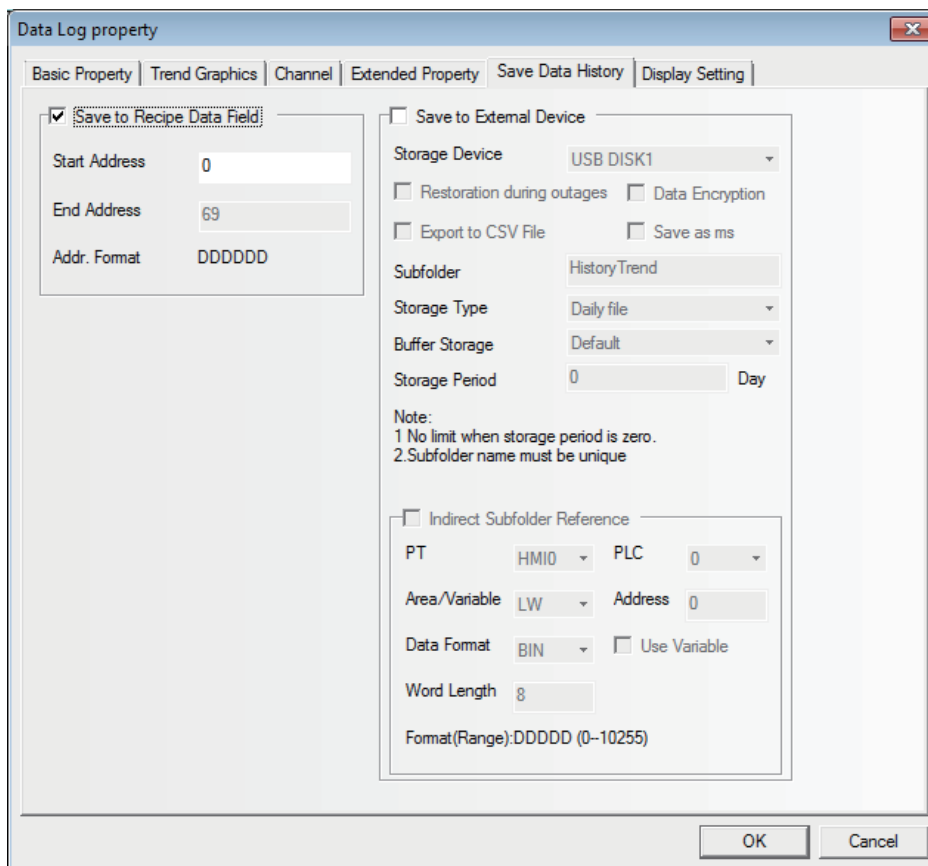 Data Log property
Basic Property Trend Graphics Channel Extended Property Save Data History Display Setting
Save to Recipe Data Field
Start Address 0
End Address 69
Addr. Format DDDDDD
Save to External Device
Storage Device USB DISK1
Restoration during outages Data Encryption
Export to CSV File Save as ms
Subfolder HistoryTrend
Storage Type Daily file
Buffer Storage Default
Storage Period 0 Day
Note:
1 No limit when storage period is zero.
2.Subfolder name must be unique
Indirect Subfolder Reference
PT HMI0 PLC 0
Area/Variable LW Address 0
Data Format BIN Use Variable
Word Length 8
Format(Range):DDDDD (0--10255)
OK Cancel